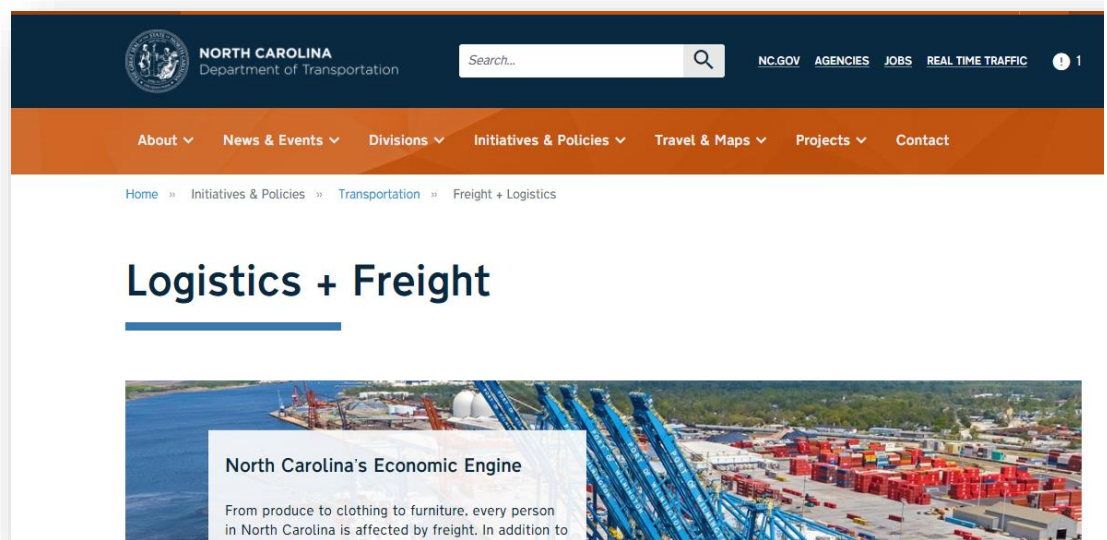 NORTH CAROLINA
Department of Transportation
Search...
NC.GOV AGENCIES JOBS REAL TIME TRAFFIC 1
About News & Events Divisions Initiatives & Policies Travel & Maps Projects Contact
Home » Initiatives & Policies » Transportation » Freight + Logistics
Logistics + Freight
North Carolina's Economic Engine
From produce to clothing to furniture, every person
in North Carolina is affected by freight. In addition to